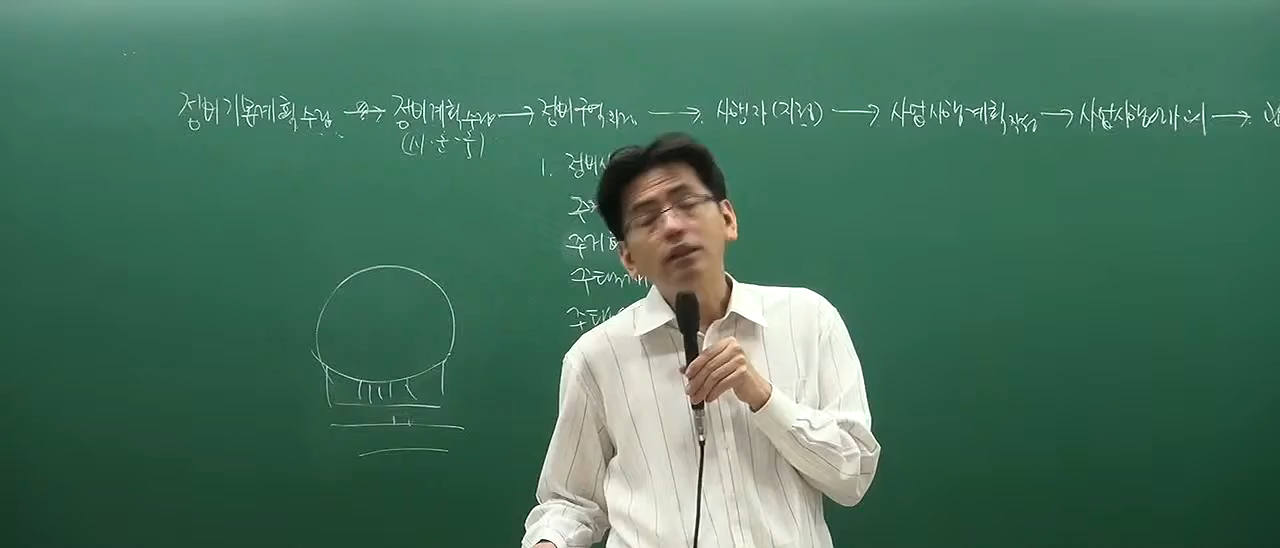 정비기본계획수립 → 정비계획수립 → 정비구역지정 → 시행자(지정) → 사업시행계획작성 → 사업시행인가 →
(시·군·구)
1. 정비사
주거
주거환
주택
주택